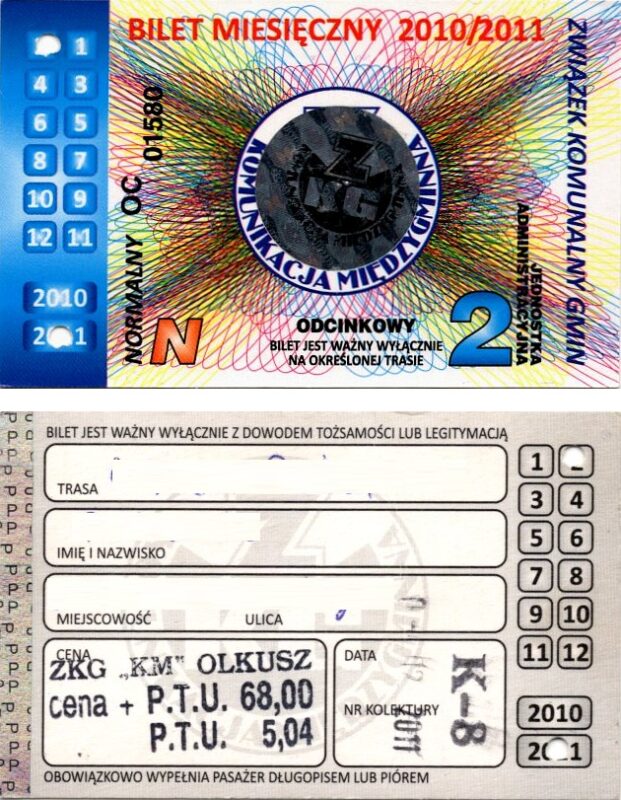 BILET MIESIĘCZNY 2010/2011
1
4 3
6 5
8 7
10 9
12 11
2010
NORMALNY OC 01580
N
KOMUNIKACJA MIĘDZYGMINNA
ZKG
ODCINKOWY
BILET JEST WAŻNY WYŁĄCZNIE
NA OKREŚLONEJ TRASIE
2
JEDNOSTKA
ADMINISTRACYJNA
ZWIĄZEK KOMUNALNY GMIN
BILET JEST WAŻNY WYŁĄCZNIE Z DOWODEM TOŻSAMOŚCI LUB LEGITYMACJĄ
TRASA
IMIĘ I NAZWISKO
MIEJSCOWOŚĆ ULICA
CENA
ZKG „KM" OLKUSZ
cena + P.T.U. 68,00
P.T.U. 5,04
DATA
2011
NR KOLEKTURY
K-8
1
3 4
5 6
7 8
9 10
11 12
2010
OBOWIĄZKOWO WYPEŁNIA PASAŻER DŁUGOPISEM LUB PIÓREM